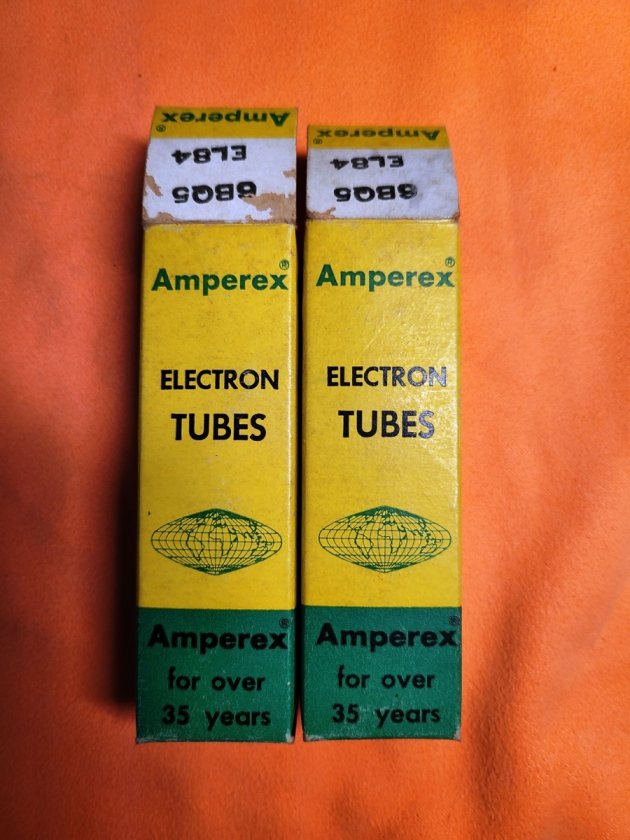 Amperex®
EL84
6BQ5
Amperex®
ELECTRON
TUBES
Amperex®
for over
35 years
Amperex®
EL84
6BQ5
Amperex®
ELECTRON
TUBES
Amperex®
for over
35 years